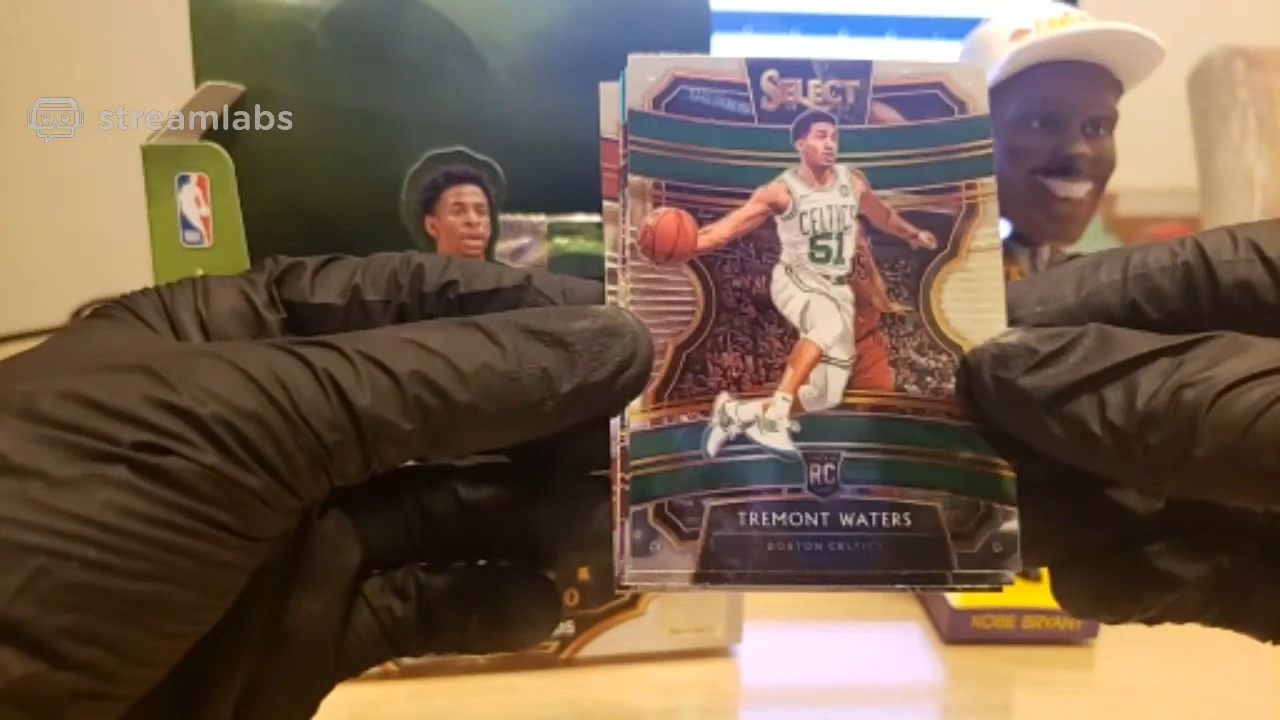 streamlabs
SELECT
CELTICS
51
RC
TREMONT WATERS
BOSTON CELTICS
G
KOBE BRYANT